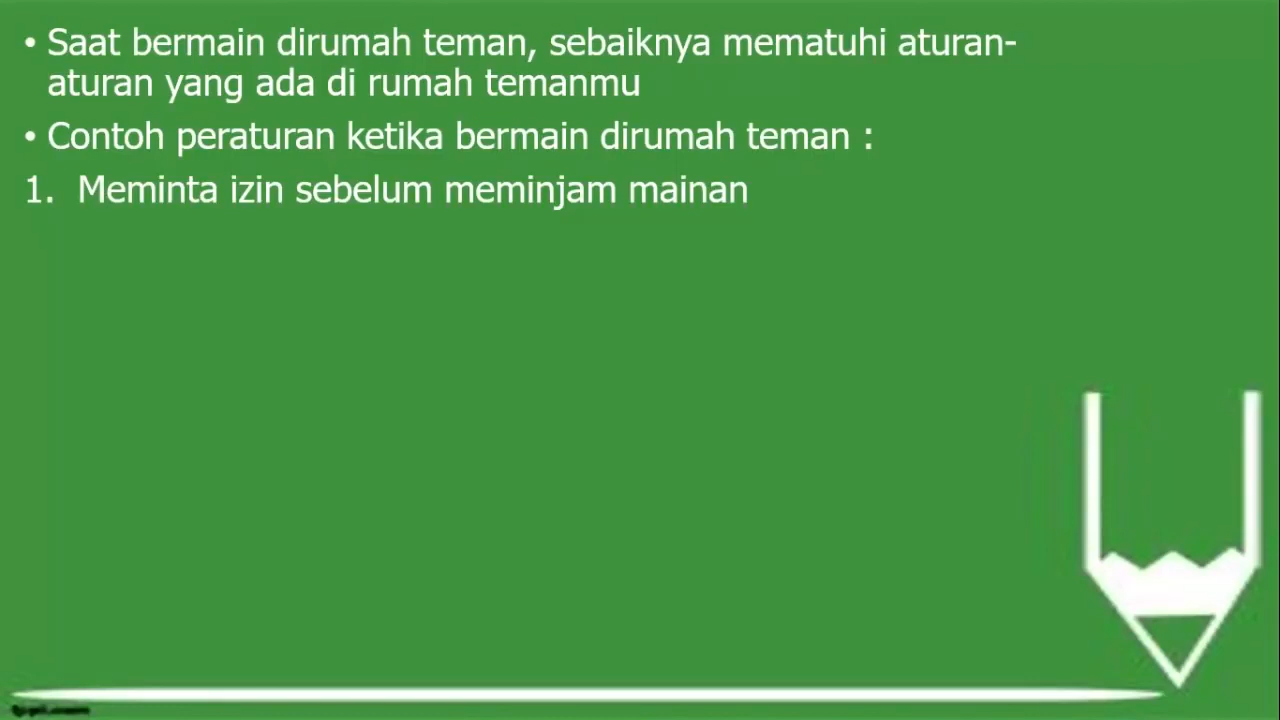 • Saat bermain dirumah teman, sebaiknya mematuhi aturan-
aturan yang ada di rumah temanmu
• Contoh peraturan ketika bermain dirumah teman :
1. Meminta izin sebelum meminjam mainan